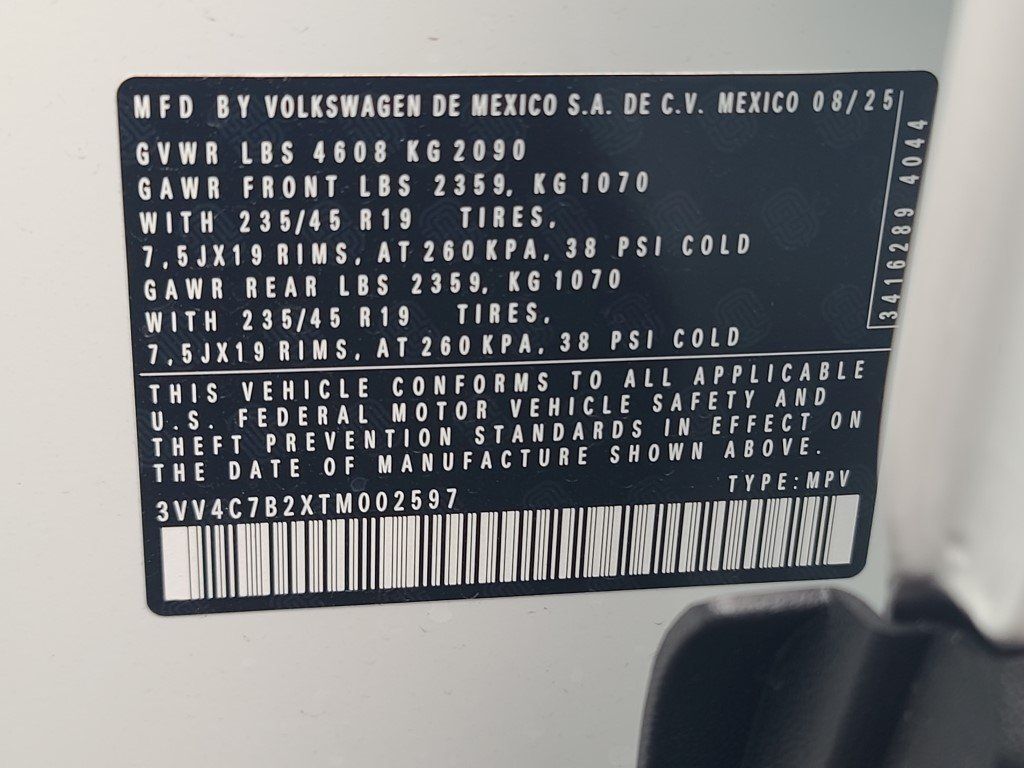 MFD BY VOLKSWAGEN DE MEXICO S.A. DE C.V. MEXICO 08/25
GVWR LBS 4608 KG 2090
GAWR FRONT LBS 2359, KG 1070
WITH 235/45 R19 TIRES,
7,5JX19 RIMS, AT 260 KPA, 38 PSI COLD
GAWR REAR LBS 2359, KG 1070
WITH 235/45 R19 TIRES,
7,5JX19 RIMS, AT 260 KPA, 38 PSI COLD
3416289 4044
THIS VEHICLE CONFORMS TO ALL APPLICABLE
U.S. FEDERAL MOTOR VEHICLE SAFETY AND
THEFT PREVENTION STANDARDS IN EFFECT ON
THE DATE OF MANUFACTURE SHOWN ABOVE.
3VV4C7B2XTM002597 TYPE:MPV